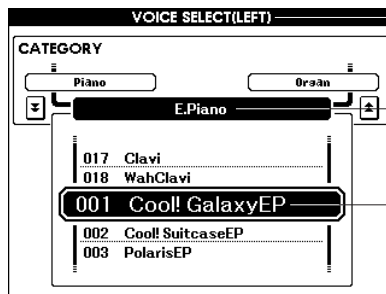 VOICE SELECT(LEFT)
CATEGORY
Piano
Organ
E.Piano
017 Clavi
018 WahClavi
001 Cool! GalaxyEP
002 Cool! SuitcaseEP
003 PolarisEP